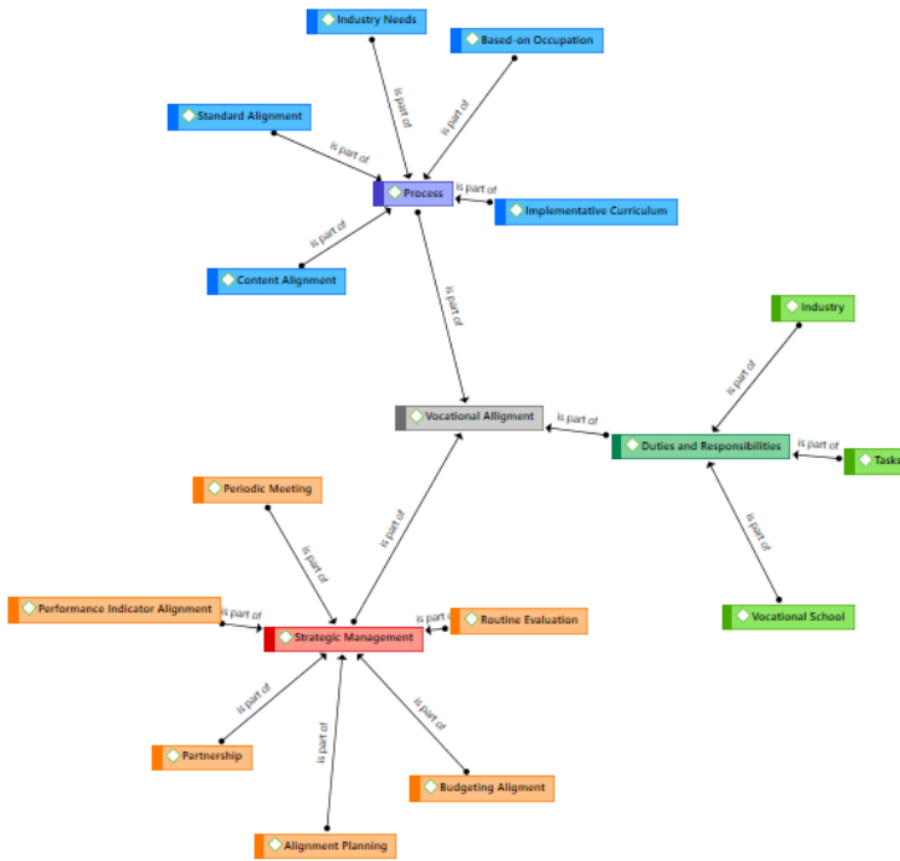 Industry Needs
Based-on Occupation
is part of
is part of
Standard Alignment
is part of
Process
is part of
Implementative Curriculum
is part of
Content Alignment
is part of
Industry
is part of
Vocational Alligment
is part of
Duties and Responsibilities
is part of
Tasks
Periodic Meeting
is part of
is part of
is part of
Performance Indicator Alignment
is part of
is part of
Routine Evaluation
Vocational School
Strategic Management
is part of
is part of
is part of
Partnership
Budgeting Aligment
Alignment Planning